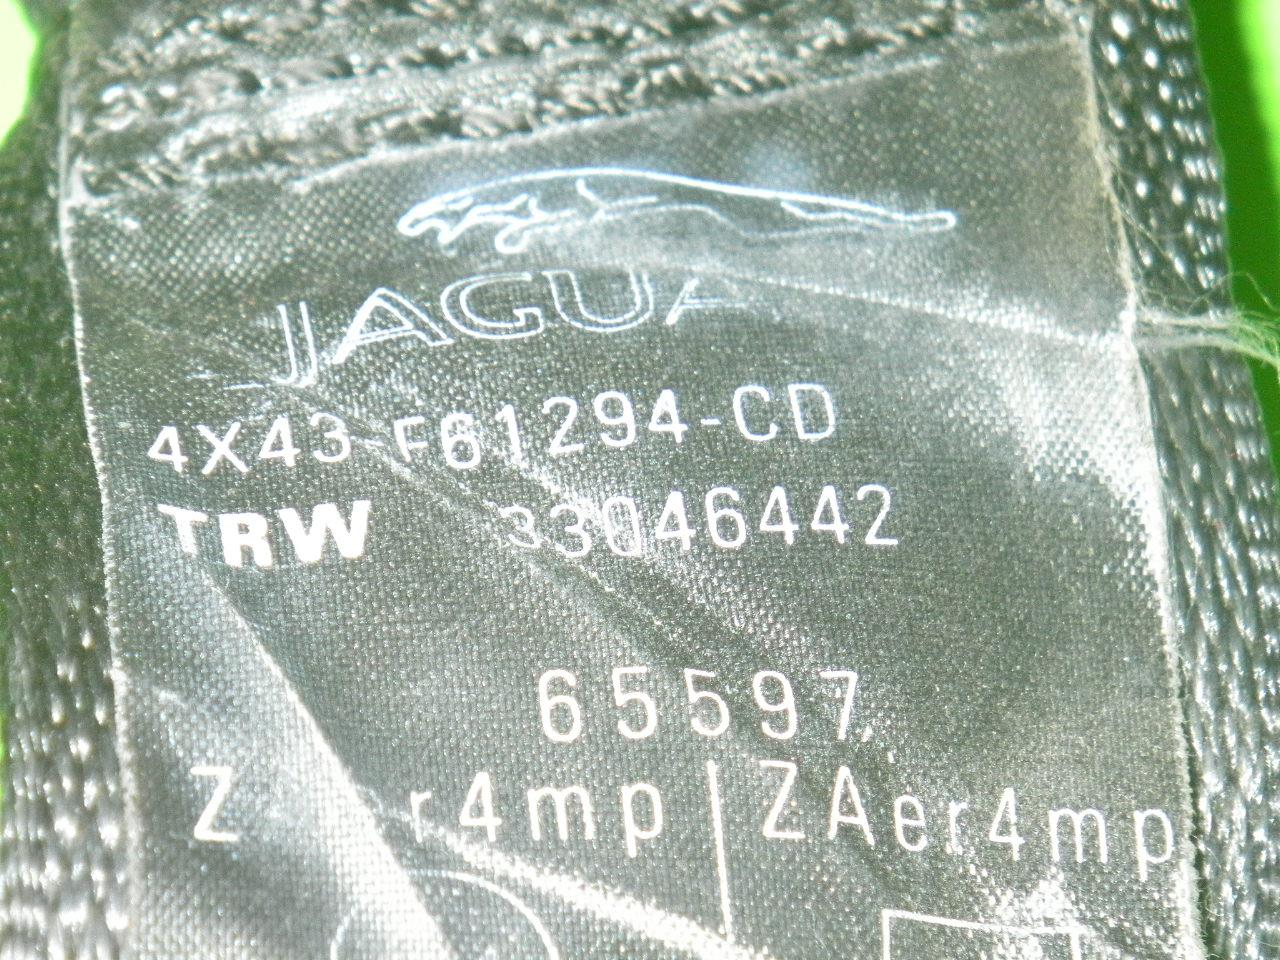 JAGUA
4X43-F61294-CD
TRW 33046442
65597
Z r4mp | ZAer4mp